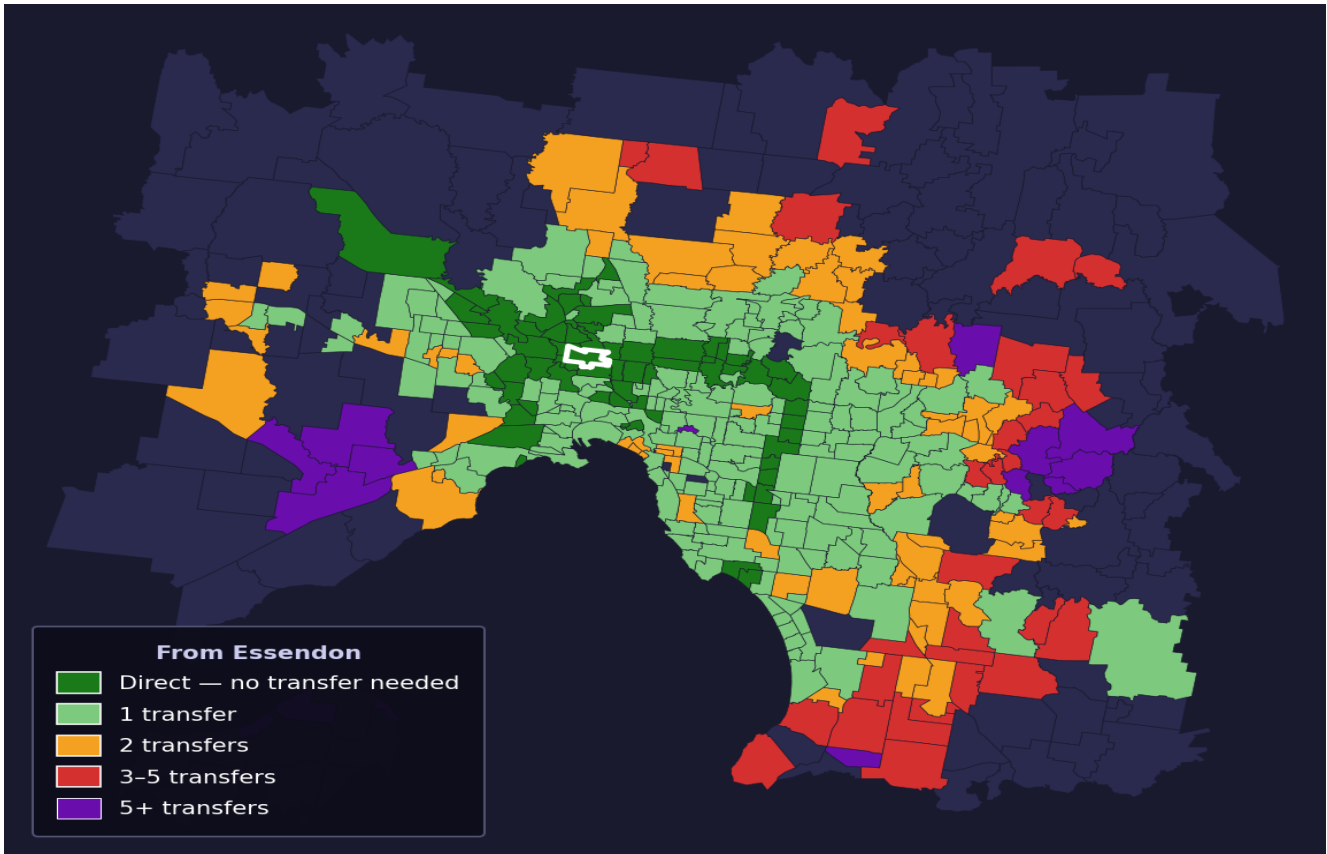 From Essendon
Direct — no transfer needed
1 transfer
2 transfers
3–5 transfers
5+ transfers